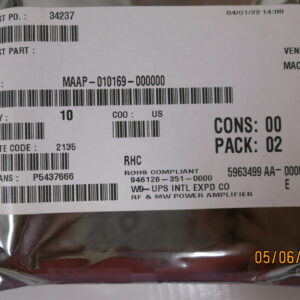 ST PO. : 34237
04/01/22 14:08
ST PART :
VEN
MAC
MAAP-010169-000000
Y: 10 COO : US
CONS: 00
PACK: 02
TE CODE : 2135
RHC
ROHS COMPLIANT
5963499 AA-0000
ANS : P5437666
946126-351-0000
E
W9- UPS INTL EXPD CO
RF & MW POWER AMPLIFIER
05/06/